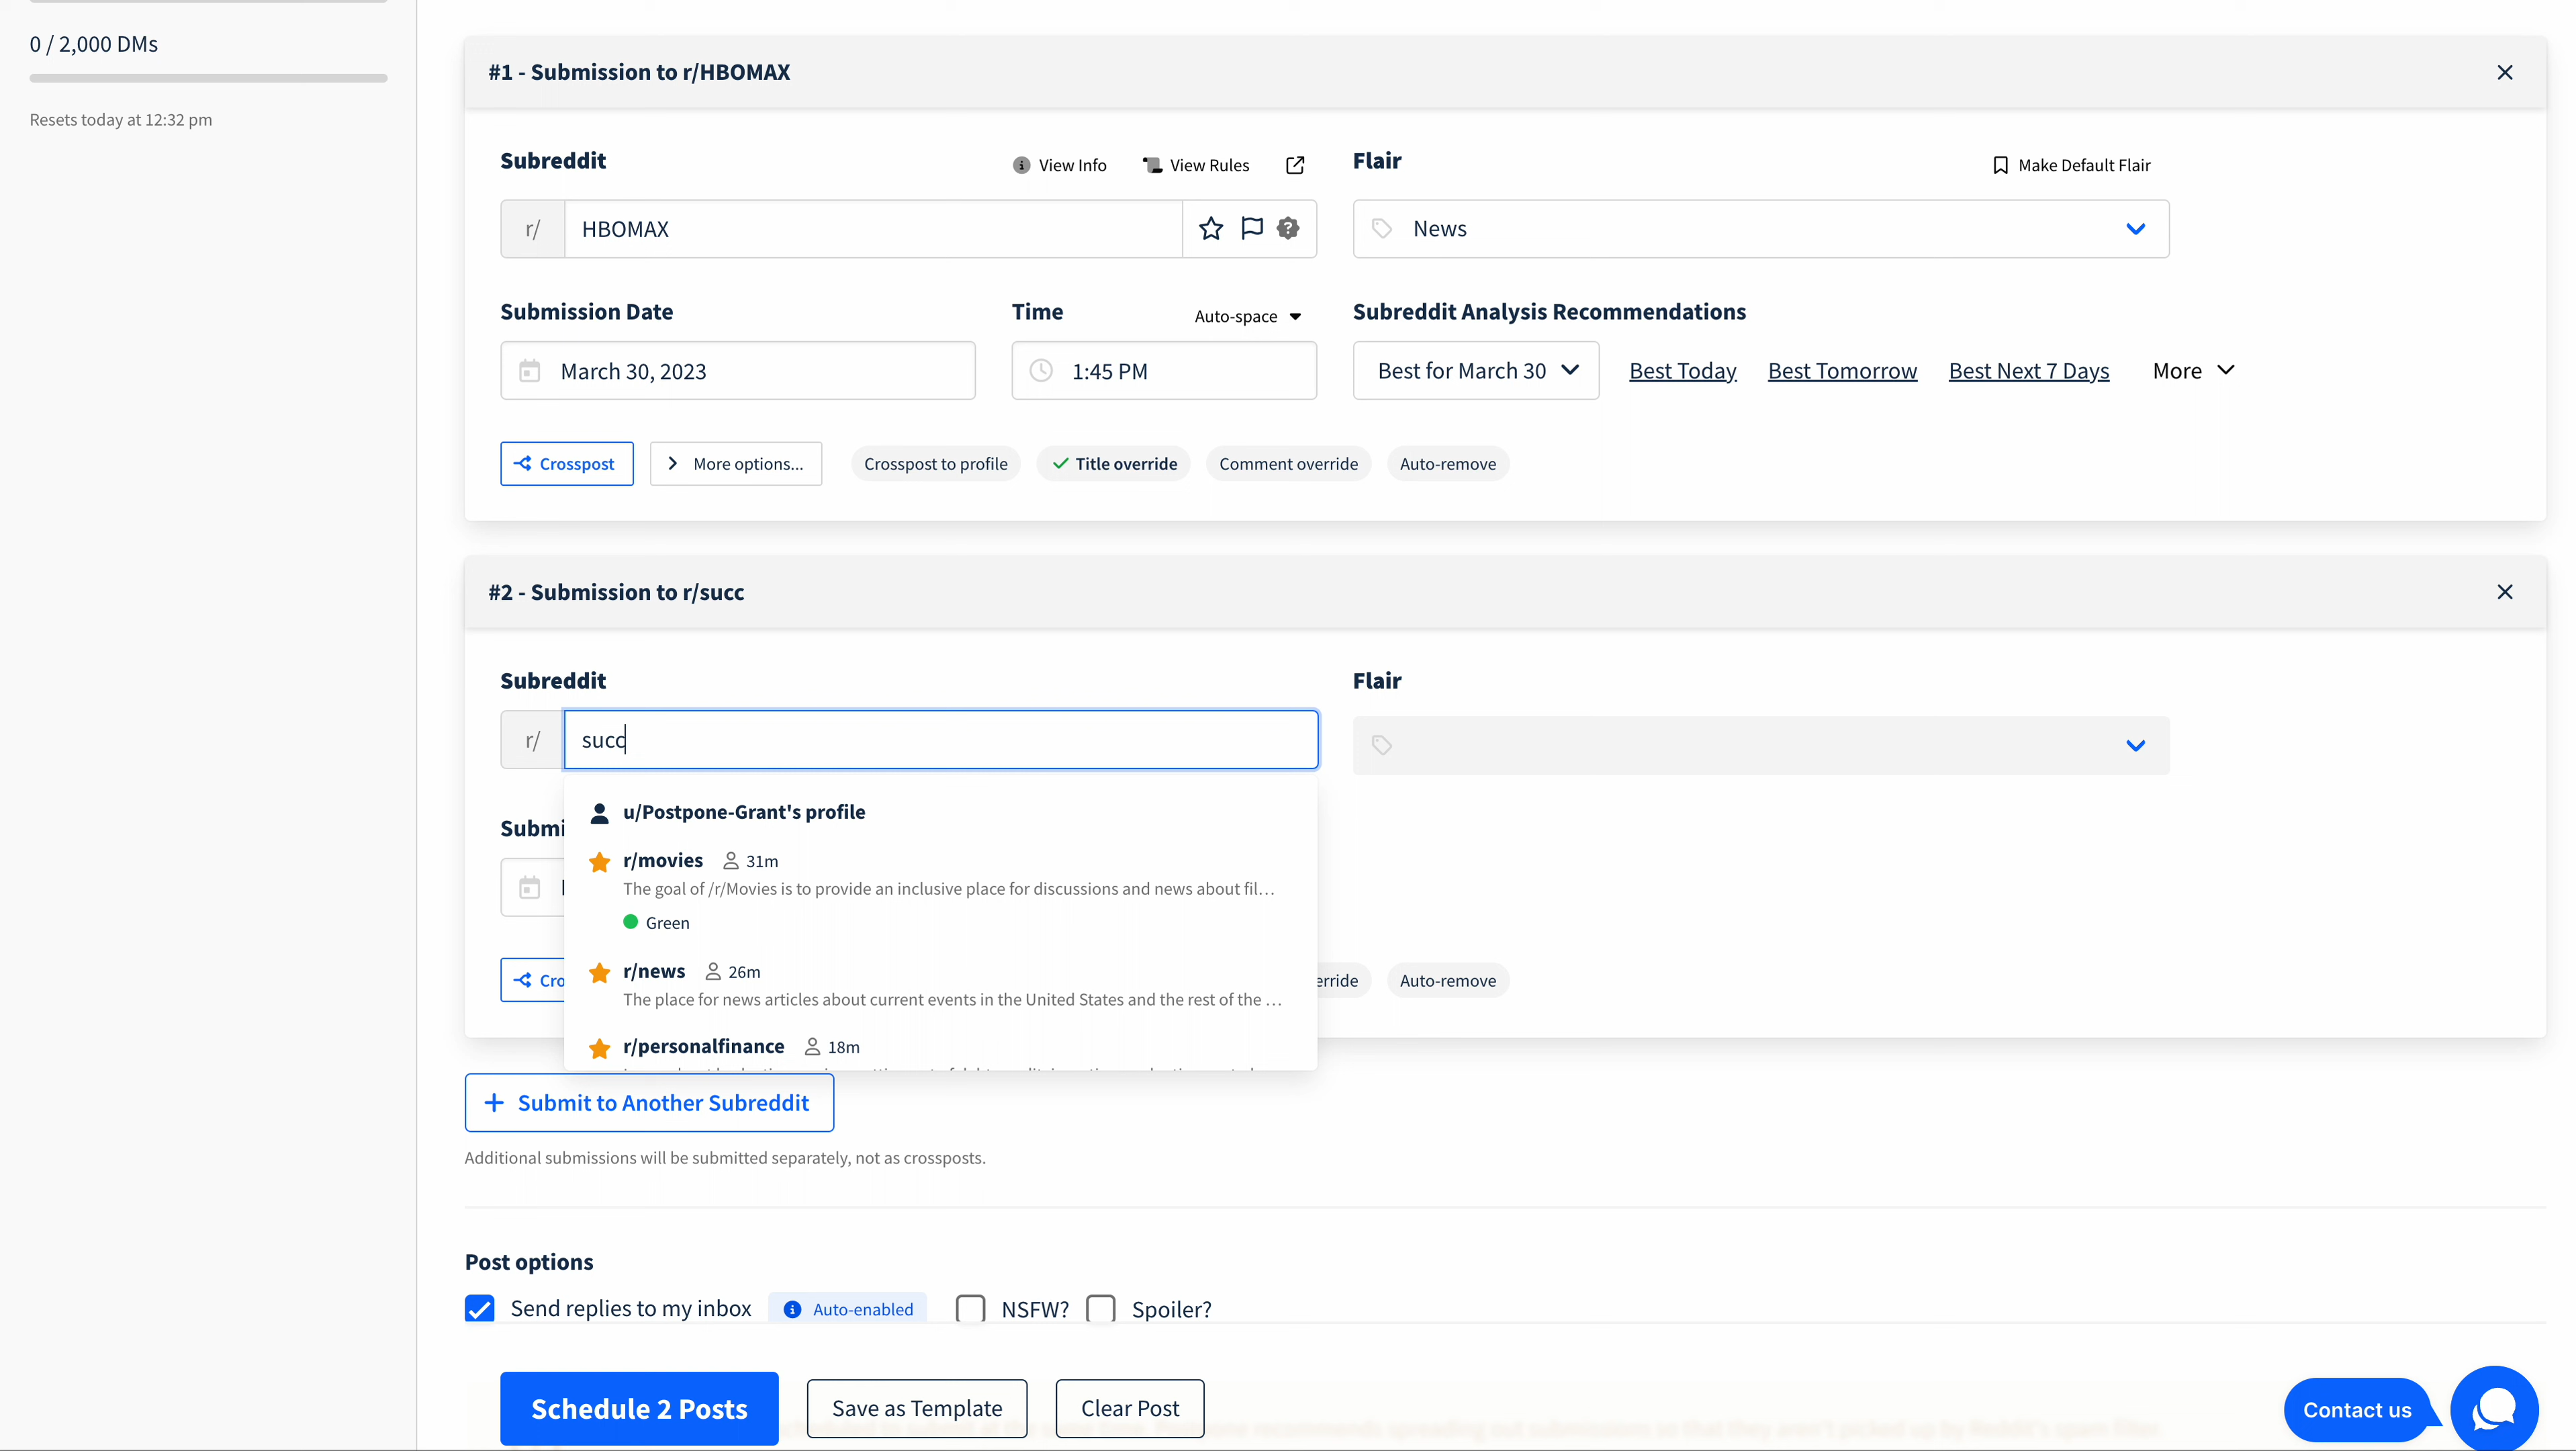 0 / 2,000 DMs
Resets today at 12:32 pm
#1 - Submission to r/HBOMAX
Subreddit
View Info
View Rules
Flair
Make Default Flair
r/
HBOMAX
News
Submission Date
Time
Auto-space
Subreddit Analysis Recommendations
March 30, 2023
1:45 PM
Best for March 30
Best Today
Best Tomorrow
Best Next 7 Days
More
Crosspost
More options...
Crosspost to profile
Title override
Comment override
Auto-remove
#2 - Submission to r/succ
Subreddit
Flair
r/
succ
u/Postpone-Grant's profile
Submi
r/movies 31m
The goal of /r/Movies is to provide an inclusive place for discussions and news about fil...
Green
r/news 26m
Cro
erride
Auto-remove
The place for news articles about current events in the United States and the rest of the ...
r/personalfinance 18m
Submit to Another Subreddit
Additional submissions will be submitted separately, not as crossposts.
Post options
Send replies to my inbox
Auto-enabled
NSFW?
Spoiler?
Schedule 2 Posts
Save as Template
Clear Post
Contact us